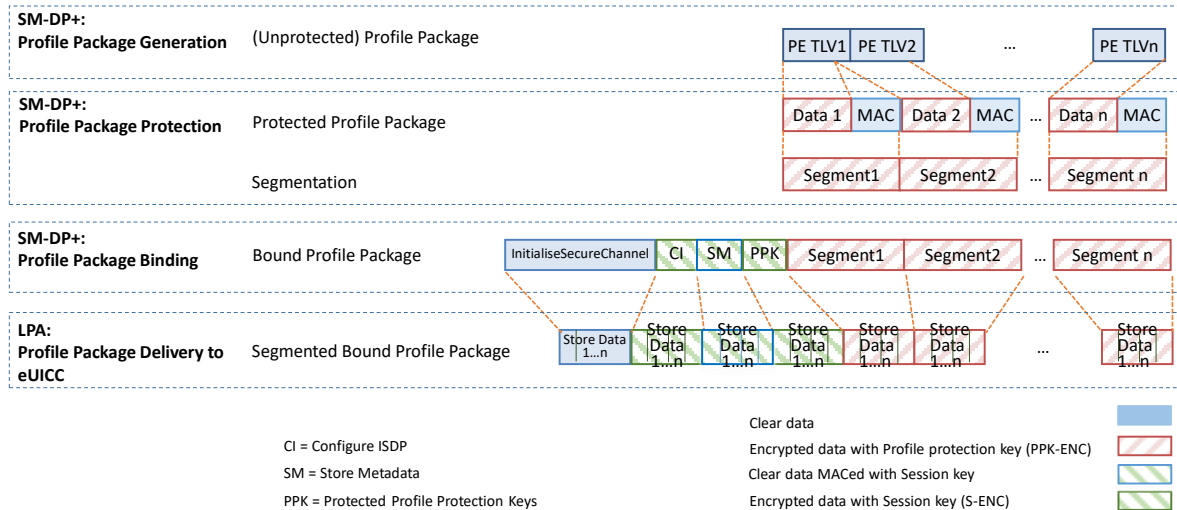 SM-DP+:
Profile Package Generation
(Unprotected) Profile Package
PE TLV1 PE TLV2 ... PE TLVn
SM-DP+:
Profile Package Protection
Protected Profile Package
Data 1 MAC Data 2 MAC ... Data n MAC
Segmentation
Segment1 Segment2 ... Segment n
SM-DP+:
Profile Package Binding
Bound Profile Package
InitialiseSecureChannel CI SM PPK Segment1 Segment2 ... Segment n
LPA:
Profile Package Delivery to
eUICC
Segmented Bound Profile Package
Store Data
1...n
Store
Data
1...n
Store
Data
1...n
Store
Data
1...n
Store
Data
1...n
Store
Data
1...n
...
Store
Data
1...n
CI = Configure ISDP
SM = Store Metadata
PPK = Protected Profile Protection Keys
Clear data
Encrypted data with Profile protection key (PPK-ENC)
Clear data MACed with Session key
Encrypted data with Session key (S-ENC)